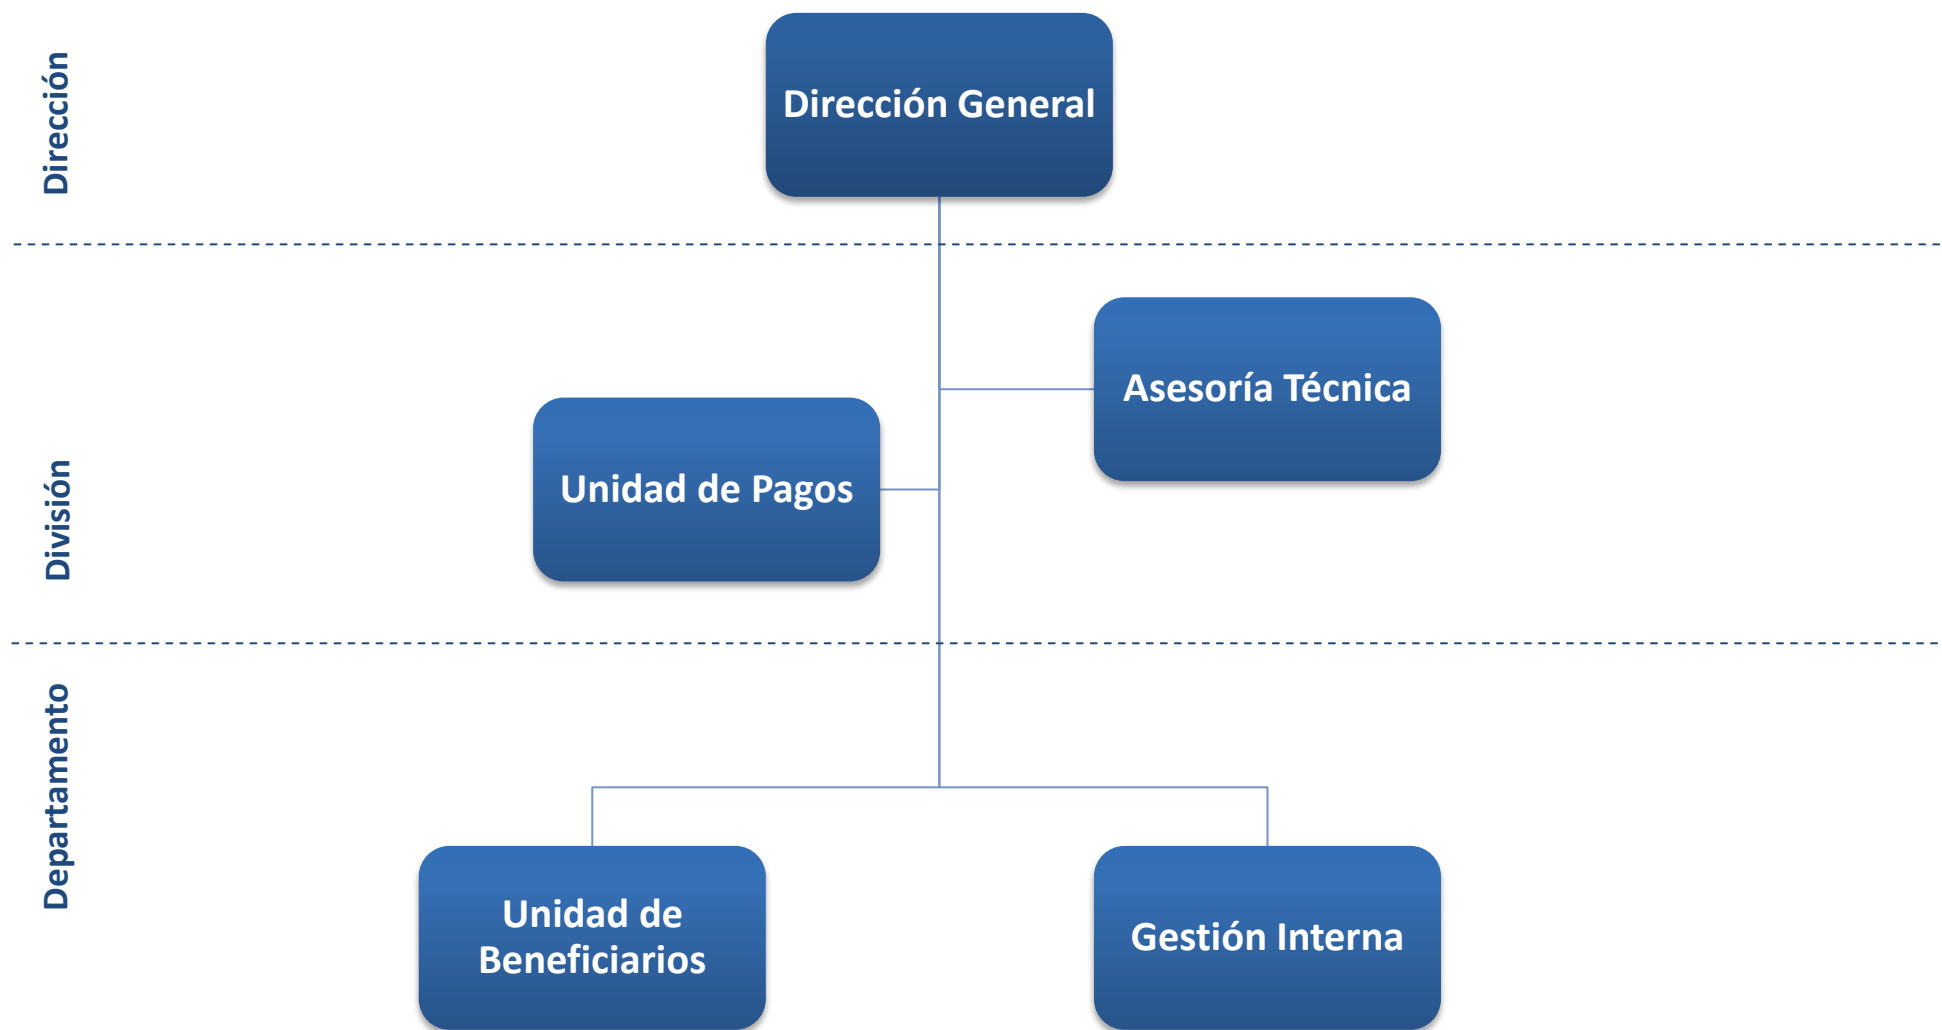 Dirección
Dirección General
División
Asesoría Técnica
Unidad de Pagos
Departamento
Unidad de
Beneficiarios
Gestión Interna